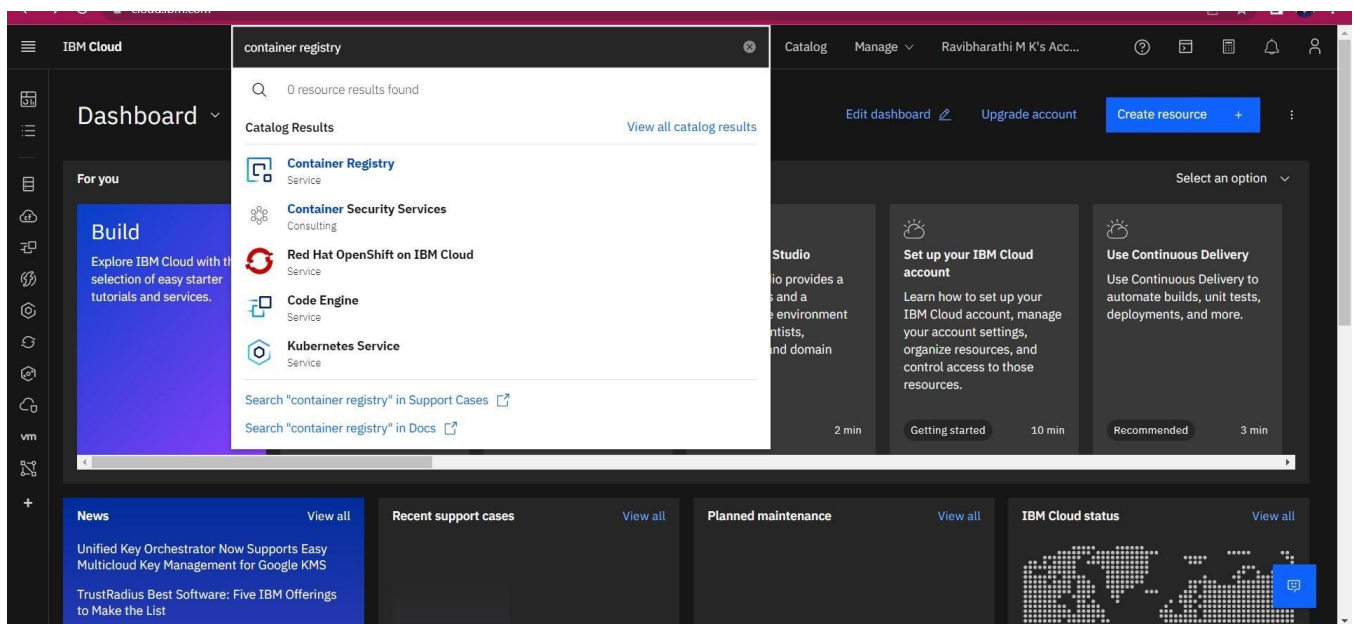 cloud.ibm.com
IBM Cloud
container registry
Catalog
Manage
Ravibharathi M K's Acc...
0 resource results found
Catalog Results
View all catalog results
Container Registry
Service
Container Security Services
Consulting
Red Hat OpenShift on IBM Cloud
Service
Code Engine
Service
Kubernetes Service
Service
Search "container registry" in Support Cases
Search "container registry" in Docs
Dashboard
Edit dashboard
Upgrade account
Create resource +
For you
Select an option
Build
Explore IBM Cloud with
selection of easy starter
tutorials and services.
Studio
provides a
and a
environment
and domain
2 min
Set up your IBM Cloud
account
Learn how to set up your
IBM Cloud account, manage
your account settings,
organize resources, and
control access to those
resources.
Getting started
10 min
Use Continuous Delivery
Use Continuous Delivery to
automate builds, unit tests,
deployments, and more.
Recommended
3 min
vm
News
View all
Unified Key Orchestrator Now Supports Easy
Multicloud Key Management for Google KMS
TrustRadius Best Software: Five IBM Offerings
to Make the List
Recent support cases
View all
Planned maintenance
View all
IBM Cloud status
View all